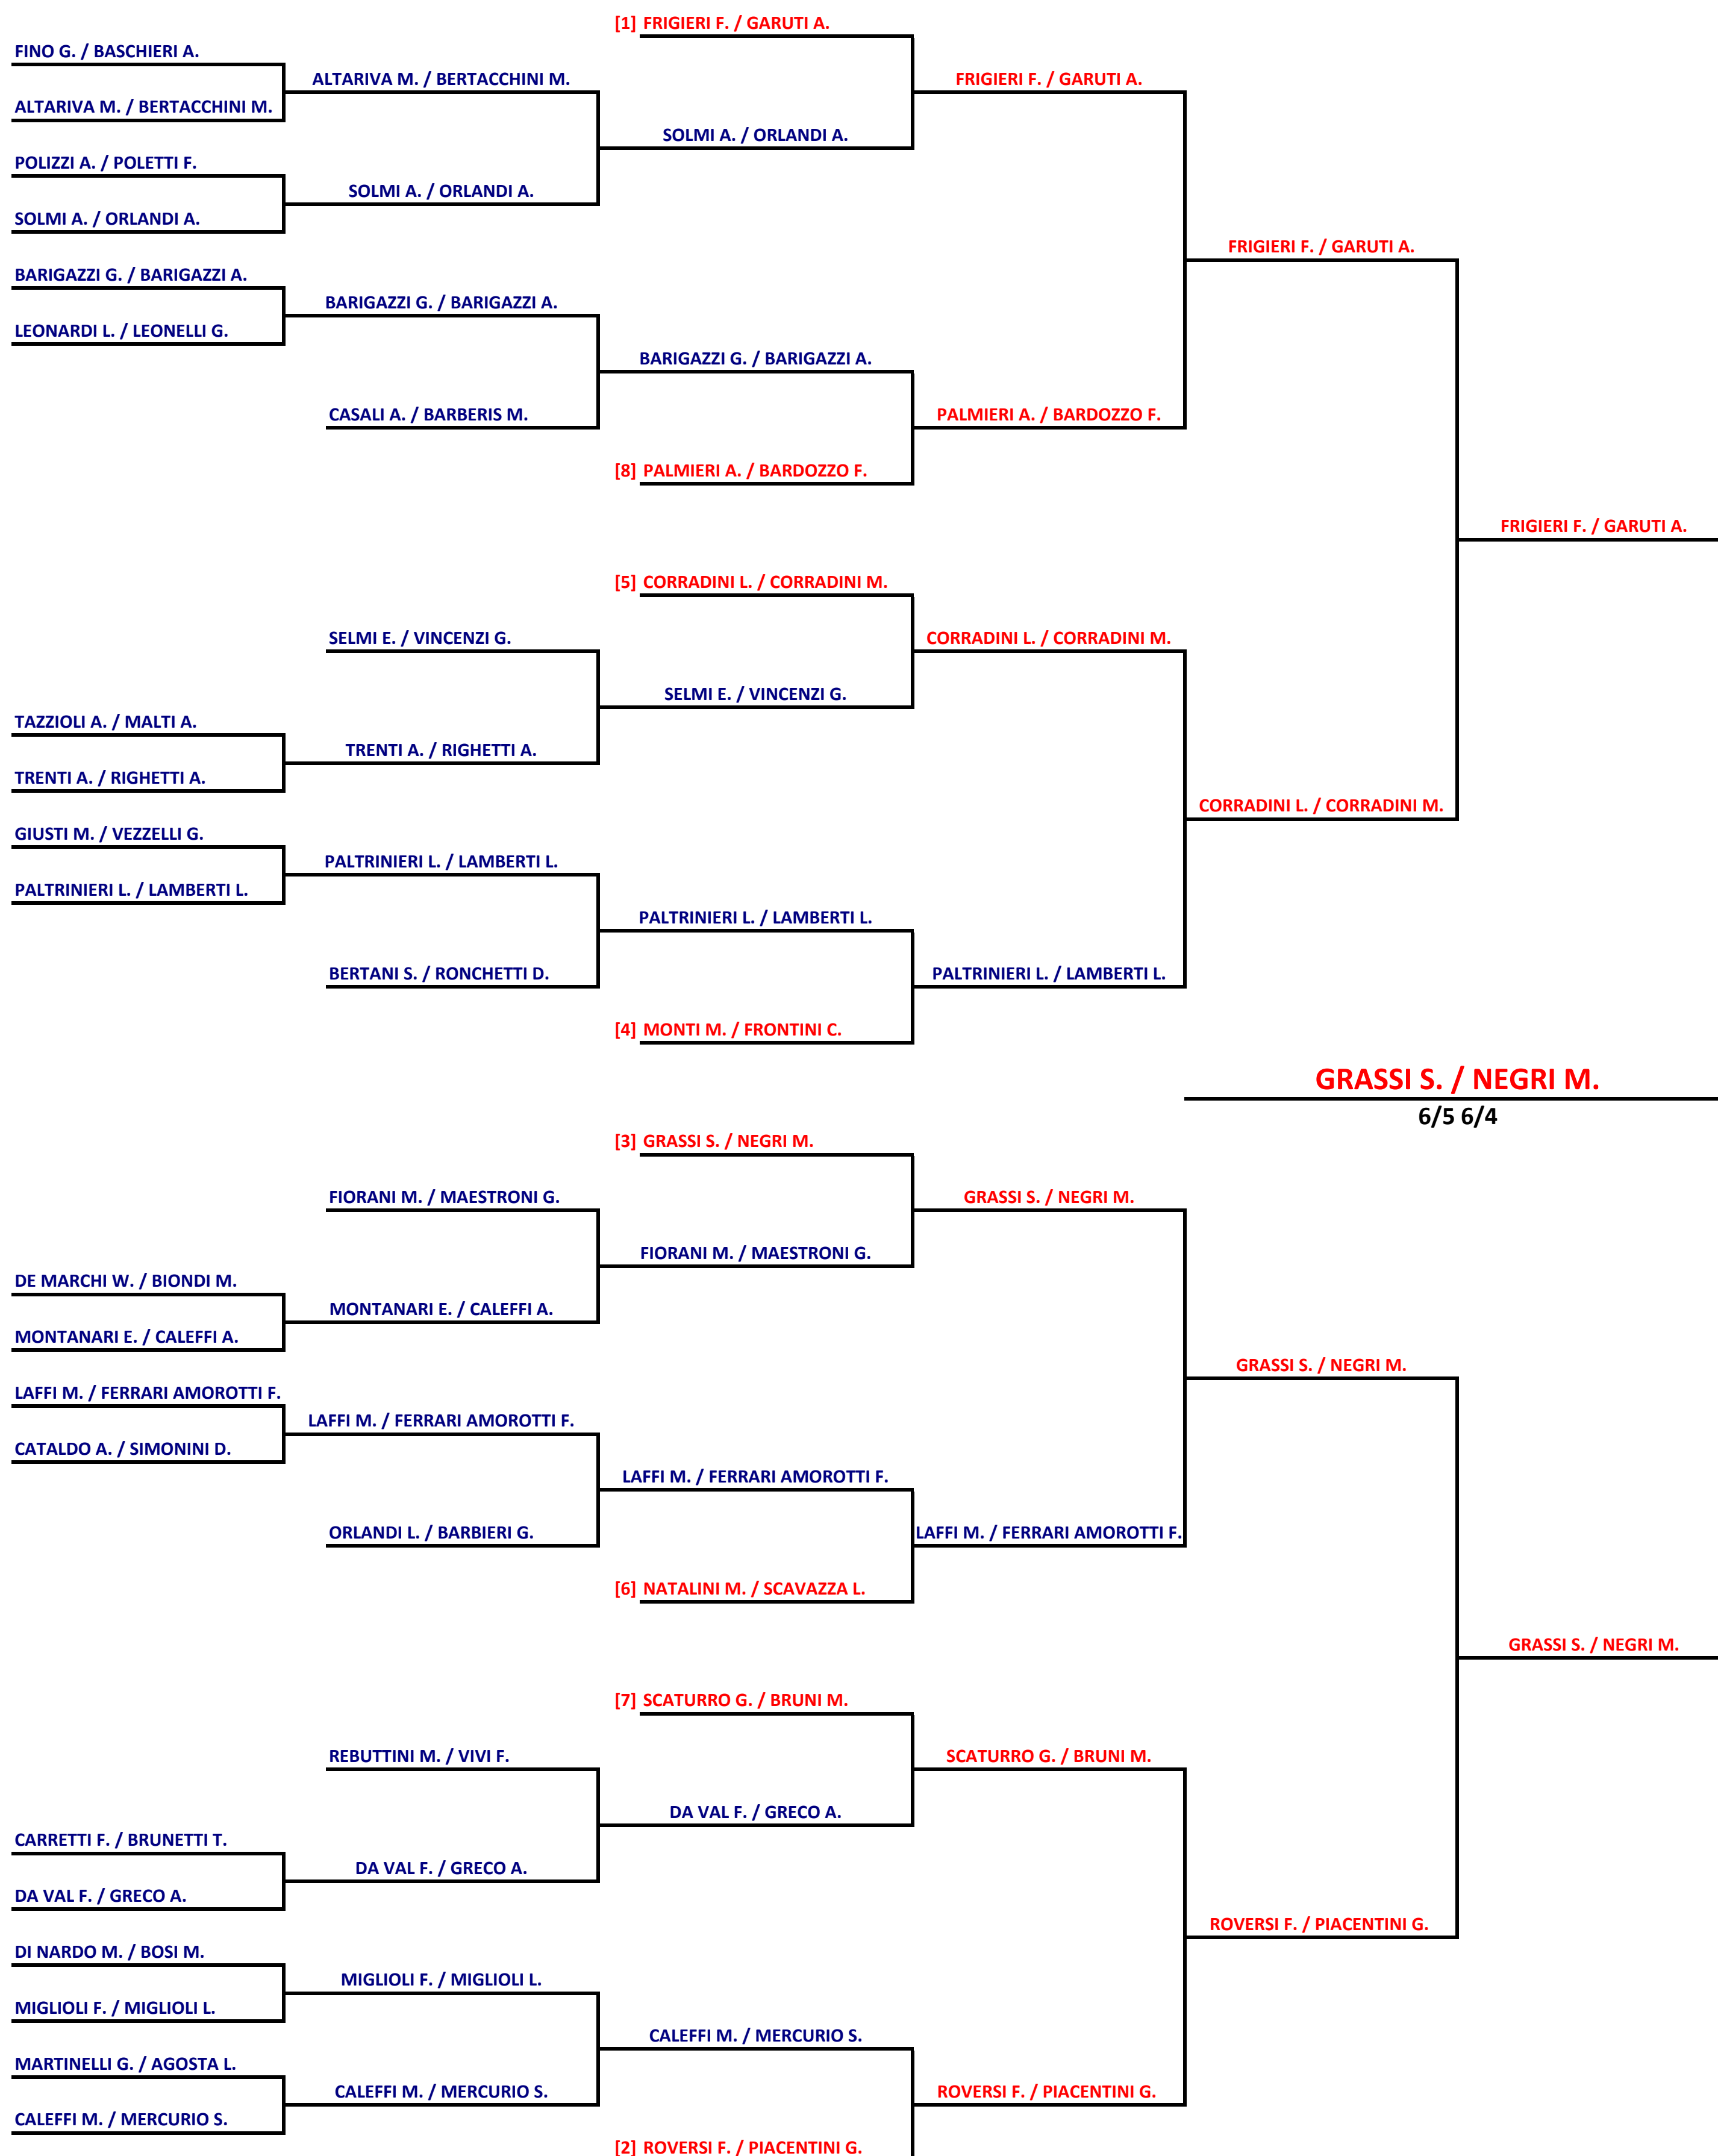 [1] FRIGIERI F. / GARUTI A.
FINO G. / BASCHIERI A.
ALTARIVA M. / BERTACCHINI M.
FRIGIERI F. / GARUTI A.
ALTARIVA M. / BERTACCHINI M.
SOLMI A. / ORLANDI A.
POLIZZI A. / POLETTI F.
SOLMI A. / ORLANDI A.
SOLMI A. / ORLANDI A.
FRIGIERI F. / GARUTI A.
BARIGAZZI G. / BARIGAZZI A.
BARIGAZZI G. / BARIGAZZI A.
LEONARDI L. / LEONELLI G.
BARIGAZZI G. / BARIGAZZI A.
CASALI A. / BARBERIS M.
PALMIERI A. / BARDOZZO F.
[8] PALMIERI A. / BARDOZZO F.
FRIGIERI F. / GARUTI A.
[5] CORRADINI L. / CORRADINI M.
SELMI E. / VINCENZI G.
CORRADINI L. / CORRADINI M.
SELMI E. / VINCENZI G.
TAZZIOLI A. / MALTI A.
TRENTI A. / RIGHETTI A.
TRENTI A. / RIGHETTI A.
CORRADINI L. / CORRADINI M.
GIUSTI M. / VEZZELLI G.
PALTRINIERI L. / LAMBERTI L.
PALTRINIERI L. / LAMBERTI L.
PALTRINIERI L. / LAMBERTI L.
BERTANI S. / RONCHETTI D.
PALTRINIERI L. / LAMBERTI L.
[4] MONTI M. / FRONTINI C.
GRASSI S. / NEGRI M.
6/5 6/4
[3] GRASSI S. / NEGRI M.
FIORANI M. / MAESTRONI G.
GRASSI S. / NEGRI M.
FIORANI M. / MAESTRONI G.
DE MARCHI W. / BIONDI M.
MONTANARI E. / CALEFFI A.
MONTANARI E. / CALEFFI A.
GRASSI S. / NEGRI M.
LAFFI M. / FERRARI AMOROTTI F.
LAFFI M. / FERRARI AMOROTTI F.
CATALDO A. / SIMONINI D.
LAFFI M. / FERRARI AMOROTTI F.
ORLANDI L. / BARBIERI G.
LAFFI M. / FERRARI AMOROTTI F.
[6] NATALINI M. / SCAVAZZA L.
GRASSI S. / NEGRI M.
[7] SCATURRO G. / BRUNI M.
REBUTTINI M. / VIVI F.
SCATURRO G. / BRUNI M.
DA VAL F. / GRECO A.
CARRETTI F. / BRUNETTI T.
DA VAL F. / GRECO A.
DA VAL F. / GRECO A.
ROVERSI F. / PIACENTINI G.
DI NARDO M. / BOSI M.
MIGLIOLI F. / MIGLIOLI L.
MIGLIOLI F. / MIGLIOLI L.
CALEFFI M. / MERCURIO S.
MARTINELLI G. / AGOSTA L.
CALEFFI M. / MERCURIO S.
ROVERSI F. / PIACENTINI G.
CALEFFI M. / MERCURIO S.
[2] ROVERSI F. / PIACENTINI G.